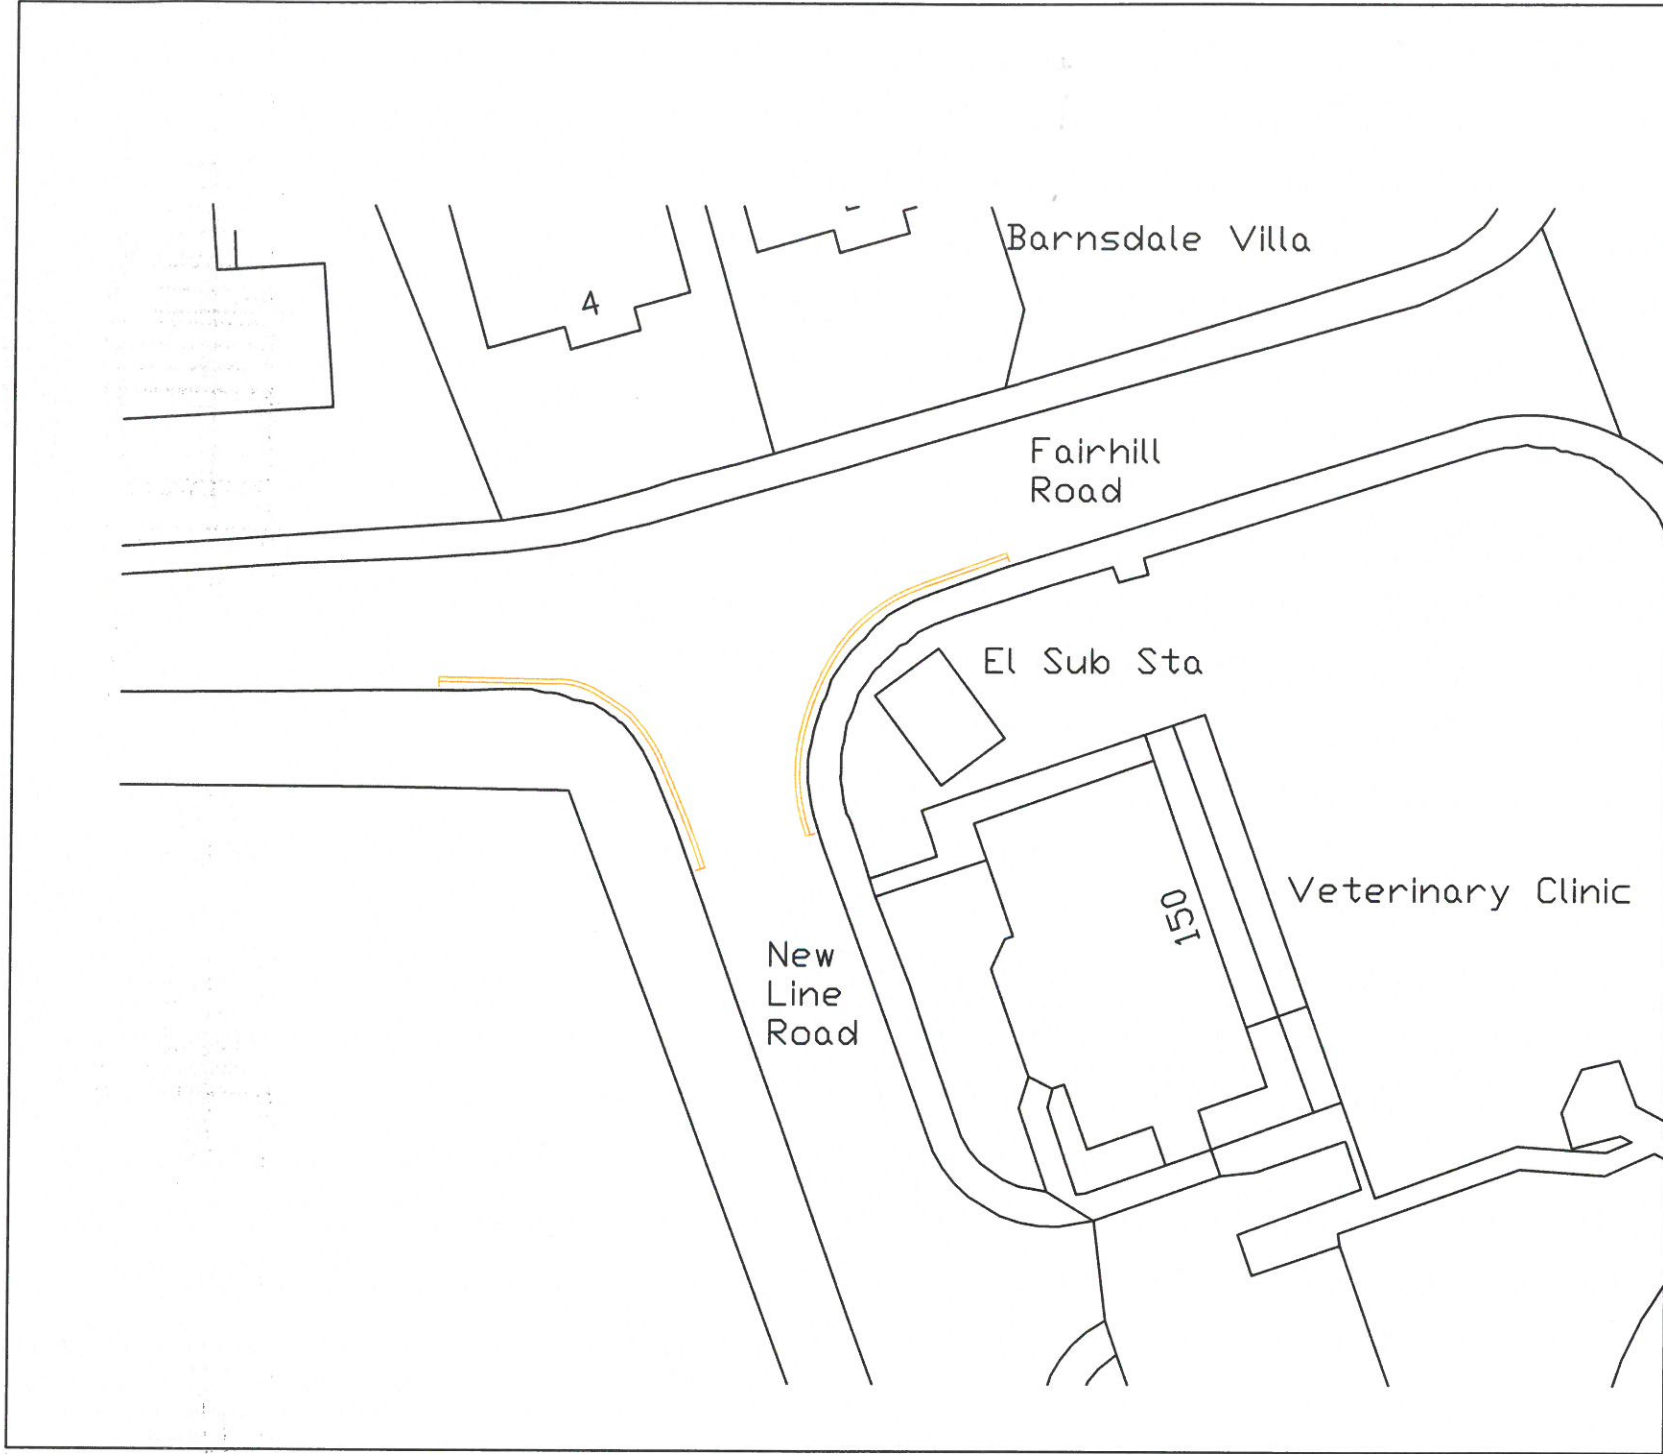 Barnsdale Villa
4
Fairhill
Road
El Sub Sta
Veterinary Clinic
150
New
Line
Road